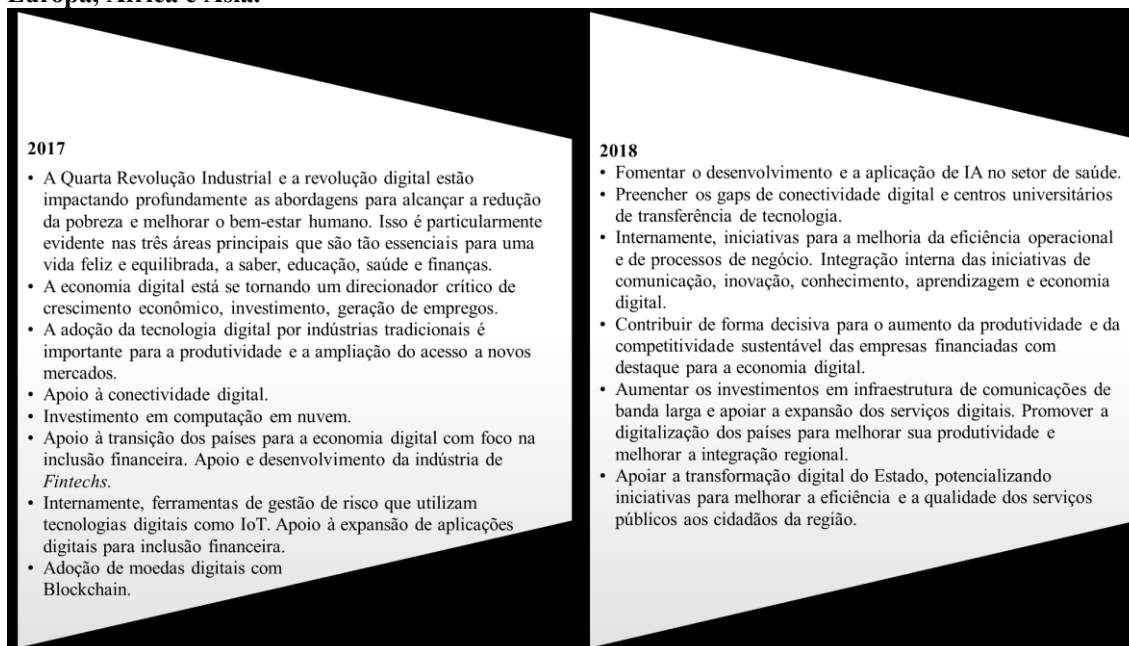 Europa, África e Ásia.
2017
• A Quarta Revolução Industrial e a revolução digital estão
impactando profundamente as abordagens para alcançar a redução
da pobreza e melhorar o bem-estar humano. Isso é particularmente
evidente nas três áreas principais que são tão essenciais para uma
vida feliz e equilibrada, a saber, educação, saúde e finanças.
• A economia digital está se tornando um direcionador crítico de
crescimento econômico, investimento, geração de empregos.
• A adoção da tecnologia digital por indústrias tradicionais é
importante para a produtividade e a ampliação do acesso a novos
mercados.
• Apoio à conectividade digital.
• Investimento em computação em nuvem.
• Apoio à transição dos países para a economia digital com foco na
inclusão financeira. Apoio e desenvolvimento da indústria de
Fintechs.
• Internamente, ferramentas de gestão de risco que utilizam
tecnologias digitais como IoT. Apoio à expansão de aplicações
digitais para inclusão financeira.
• Adoção de moedas digitais com
Blockchain.
2018
• Fomentar o desenvolvimento e a aplicação de IA no setor de saúde.
• Preencher os gaps de conectividade digital e centros universitários
de transferência de tecnologia.
• Internamente, iniciativas para a melhoria da eficiência operacional
e de processos de negócio. Integração interna das iniciativas de
comunicação, inovação, conhecimento, aprendizagem e economia
digital.
• Contribuir de forma decisiva para o aumento da produtividade e da
competitividade sustentável das empresas financiadas com
destaque para a economia digital.
• Aumentar os investimentos em infraestrutura de comunicações de
banda larga e apoiar a expansão dos serviços digitais. Promover a
digitalização dos países para melhorar sua produtividade e
melhorar a integração regional.
• Apoiar a transformação digital do Estado, potencializando
iniciativas para melhorar a eficiência e a qualidade dos serviços
públicos aos cidadãos da região.